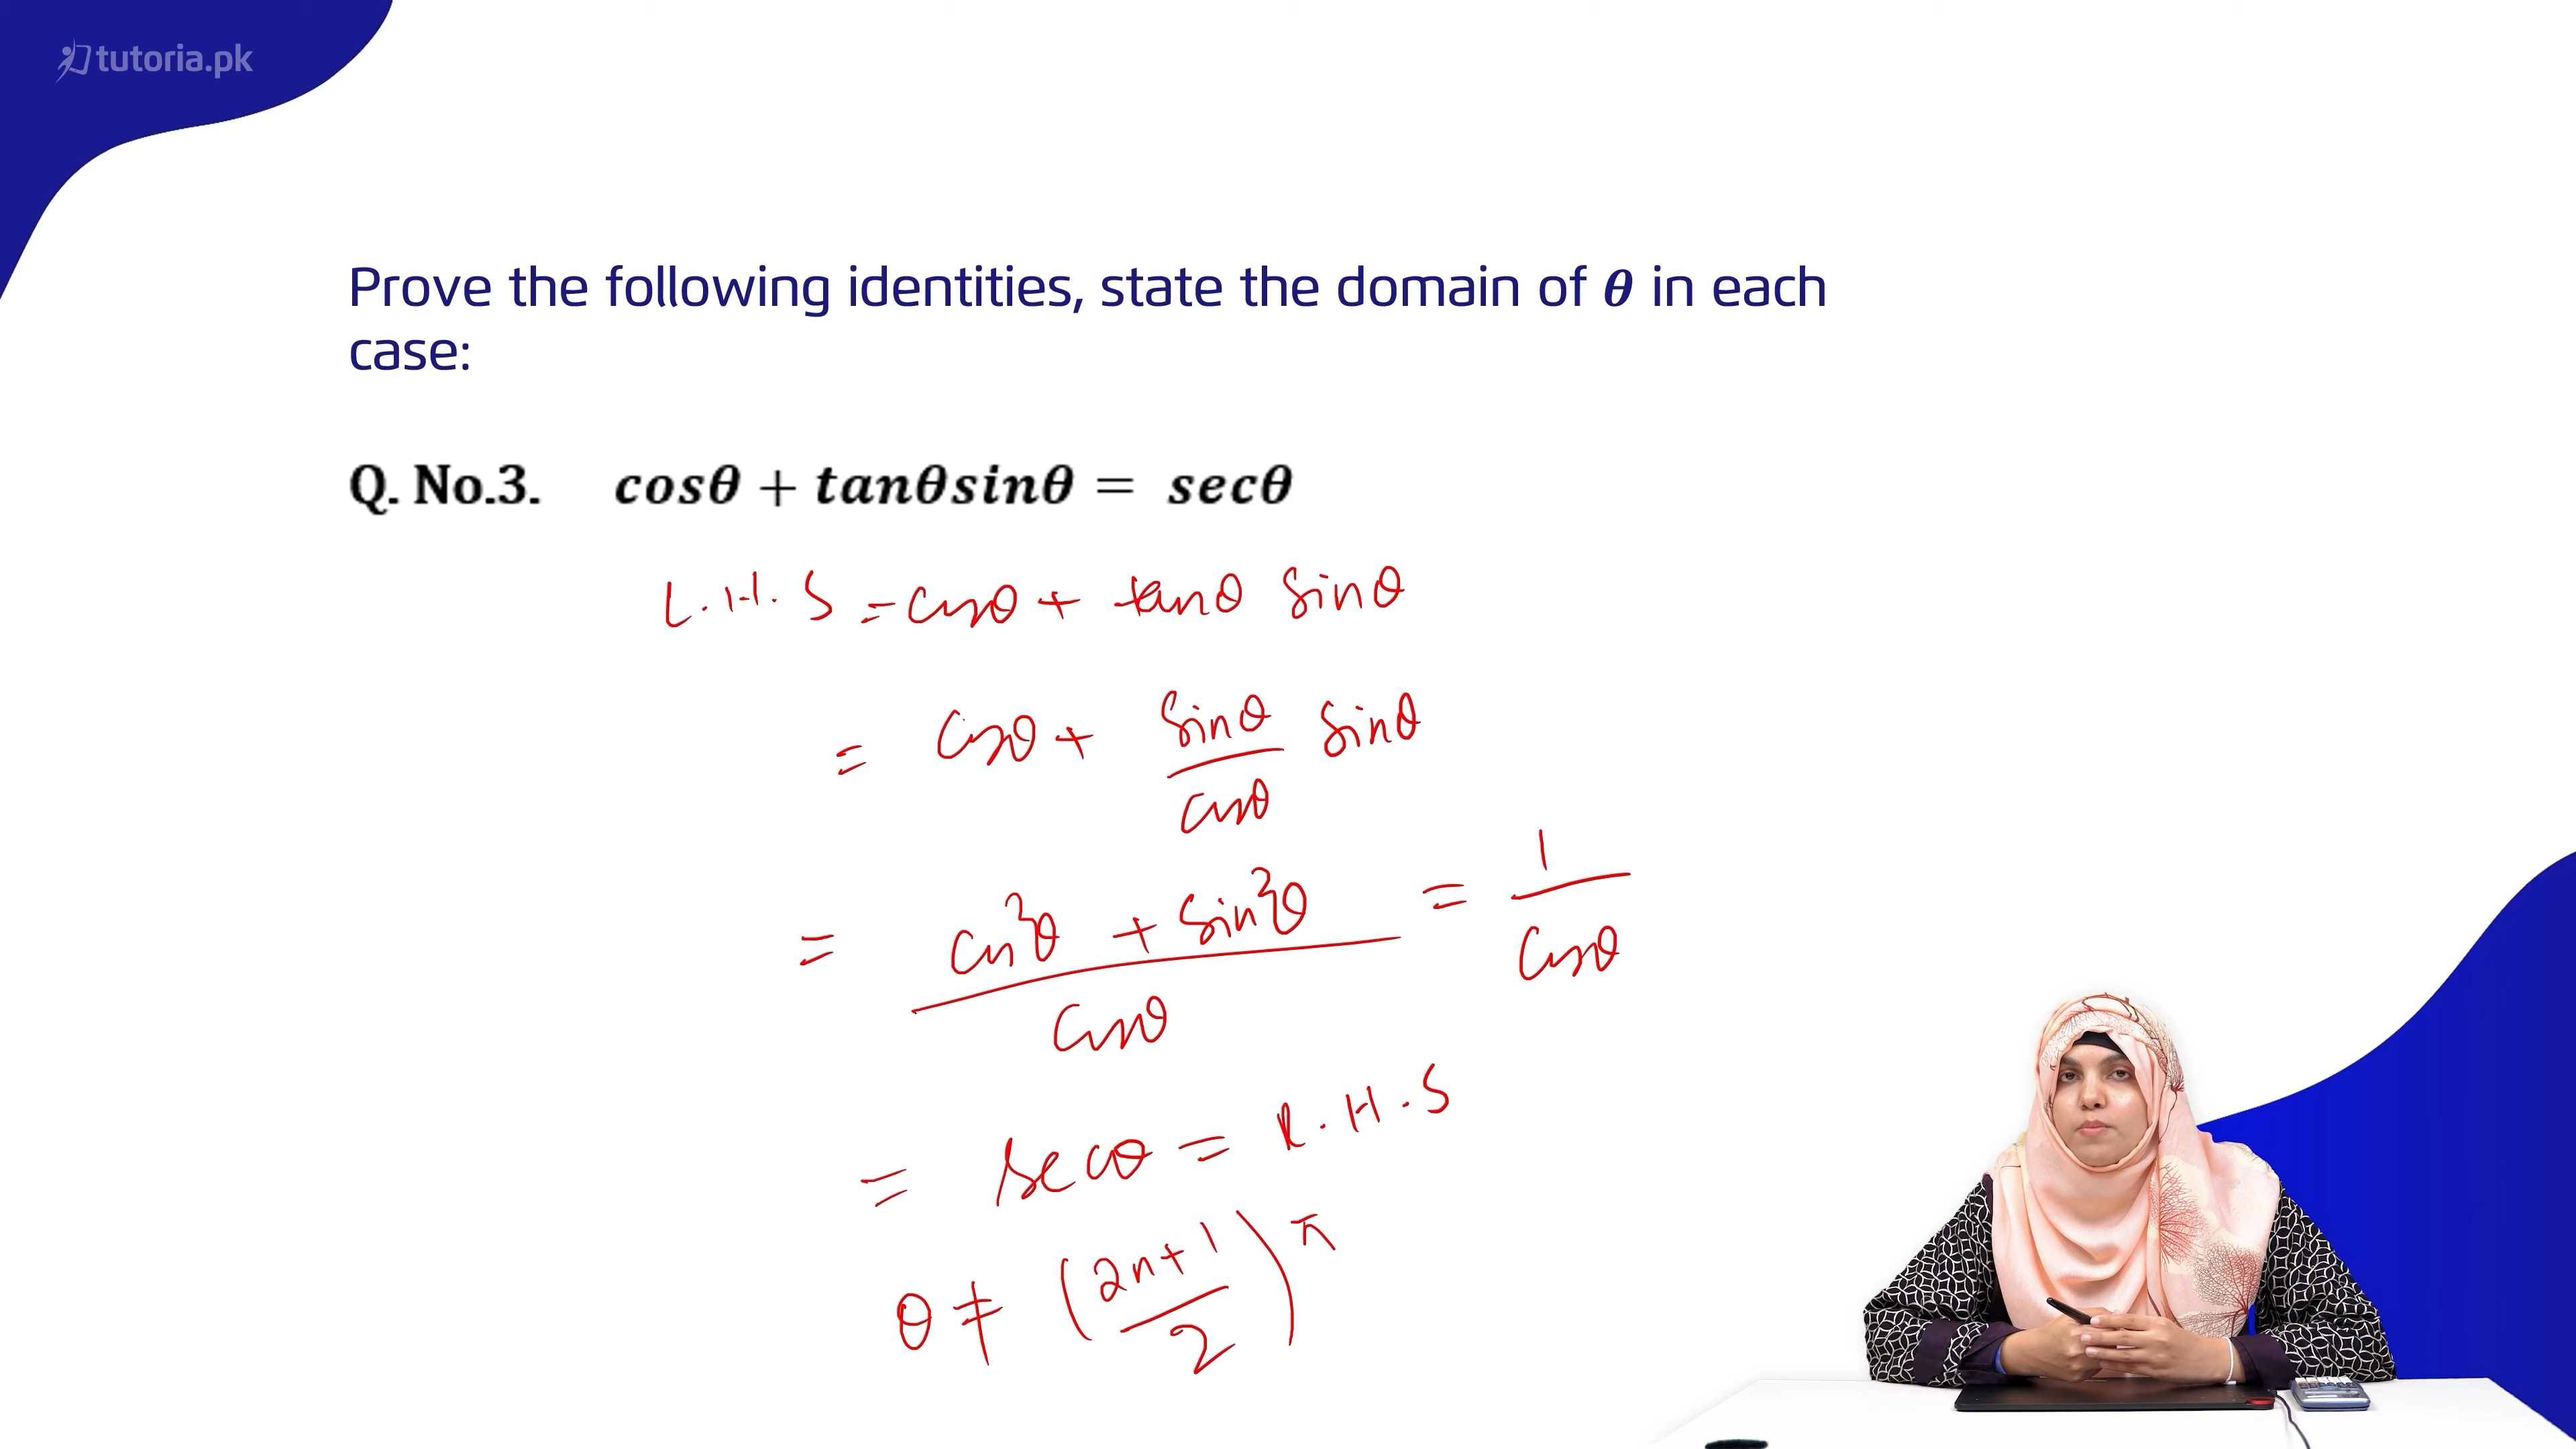 tutoria.pk
Prove the following identities, state the domain of θ in each
case:
Q. No.3. cosθ + tanθsinθ = secθ
L.H.S = cosθ + tanθ sinθ
= cosθ + sinθ/cosθ sinθ
= cos²θ + sin²θ/cosθ = 1/cosθ
= secθ = R.H.S
θ ≠ (2n+1/2)π